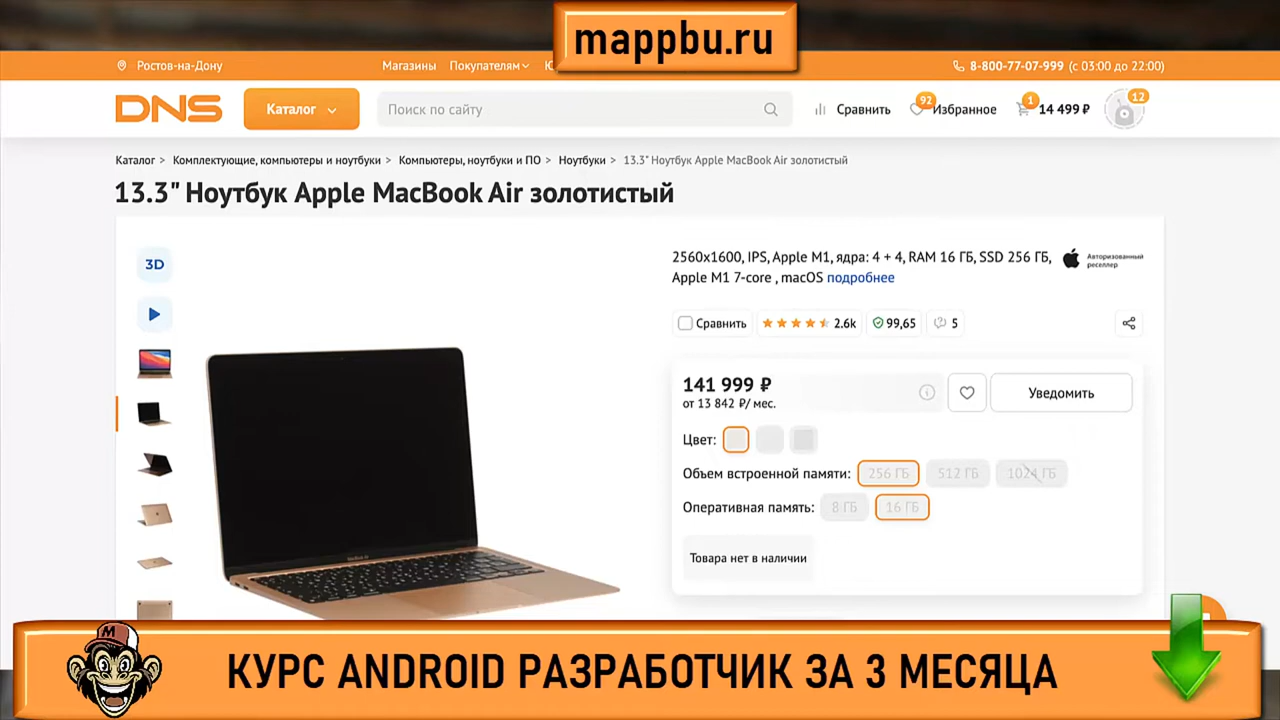 mappbu.ru
Ростов-на-Дону
Магазины
Покупателям
8-800-77-07-999 (с 03:00 до 22:00)
DNS
Каталог
Поиск по сайту
Сравнить
92
Избранное
1
14 499 ₽
12
Каталог > Комплектующие, компьютеры и ноутбуки > Компьютеры, ноутбуки и ПО > Ноутбуки > 13.3" Ноутбук Apple MacBook Air золотистый
13.3" Ноутбук Apple MacBook Air золотистый
3D
2560x1600, IPS, Apple M1, ядра: 4 + 4, RAM 16 ГБ, SSD 256 ГБ,
Apple M1 7-core , macOS подробнее
Авторизованный
реселлер
Сравнить
2.6k
99,65
5
141 999 ₽
от 13 842 ₽/ мес.
Уведомить
Цвет:
Объем встроенной памяти: 256 ГБ 512 ГБ 1024 ГБ
Оперативная память: 8 ГБ 16 ГБ
Товара нет в наличии
MacBook Air
M
КУРС ANDROID РАЗРАБОТЧИК ЗА 3 МЕСЯЦА